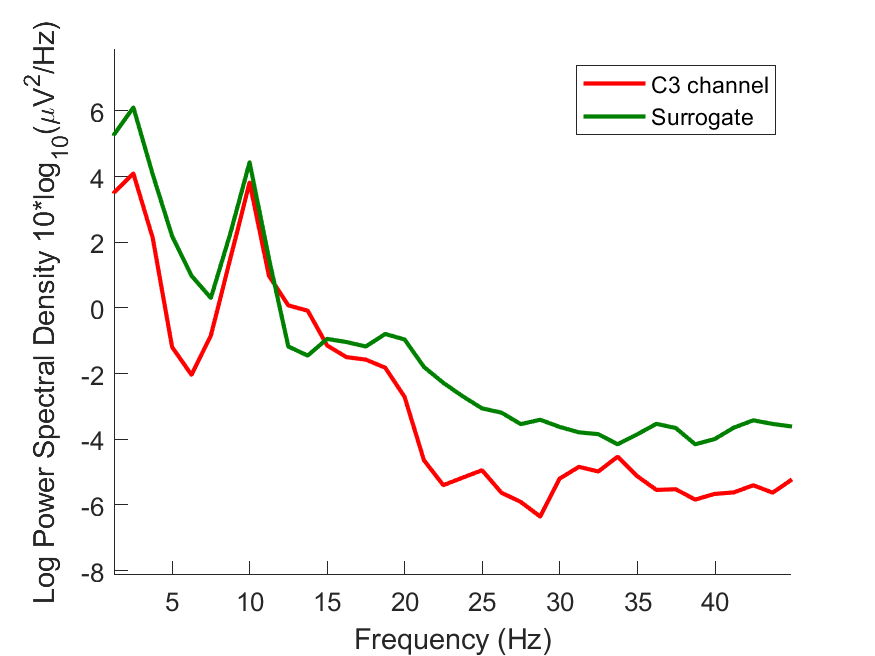 Log Power Spectral Density 10*log10(μV2/Hz)
6
4
2
0
-2
-4
-6
-8
C3 channel
Surrogate
5 10 15 20 25 30 35 40
Frequency (Hz)